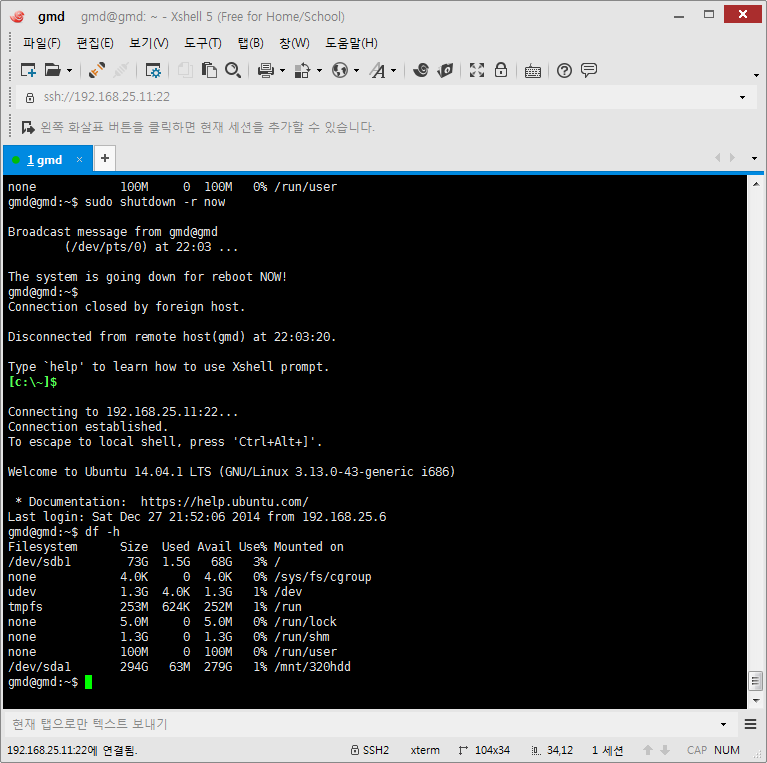 gmd gmd@gmd: ~ - Xshell 5 (Free for Home/School)
파일(F) 편집(E) 보기(V) 도구(T) 탭(B) 창(W) 도움말(H)
ssh://192.168.25.11:22
왼쪽 화살표 버튼을 클릭하면 현재 세션을 추가할 수 있습니다.
1 gmd
none 100M 0 100M 0% /run/user
gmd@gmd:~$ sudo shutdown -r now
Broadcast message from gmd@gmd
(/dev/pts/0) at 22:03 ...
The system is going down for reboot NOW!
gmd@gmd:~$
Connection closed by foreign host.
Disconnected from remote host(gmd) at 22:03:20.
Type `help' to learn how to use Xshell prompt.
[c:\~]$
Connecting to 192.168.25.11:22...
Connection established.
To escape to local shell, press 'Ctrl+Alt+]'.
Welcome to Ubuntu 14.04.1 LTS (GNU/Linux 3.13.0-43-generic i686)
* Documentation:  https://help.ubuntu.com/
Last login: Sat Dec 27 21:52:06 2014 from 192.168.25.6
gmd@gmd:~$ df -h
Filesystem Size Used Avail Use% Mounted on
/dev/sdb1 73G 1.5G 68G 3% /
none 4.0K 0 4.0K 0% /sys/fs/cgroup
udev 1.3G 4.0K 1.3G 1% /dev
tmpfs 253M 624K 252M 1% /run
none 5.0M 0 5.0M 0% /run/lock
none 1.3G 0 1.3G 0% /run/shm
none 100M 0 100M 0% /run/user
/dev/sda1 294G 63M 279G 1% /mnt/320hdd
gmd@gmd:~$
현재 탭으로만 텍스트 보내기
192.168.25.11:22에 연결됨. SSH2 xterm 104x34 34,12 1 세션 CAP NUM